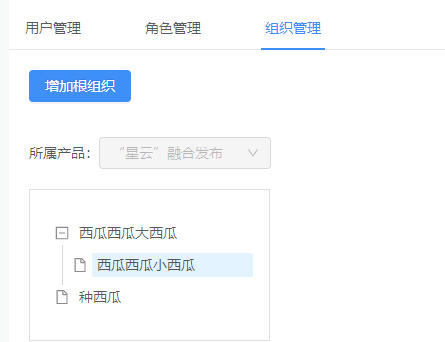 用户管理 角色管理 组织管理
增加根组织
所属产品： “星云”融合发布
西瓜西瓜大西瓜
西瓜西瓜小西瓜
种西瓜